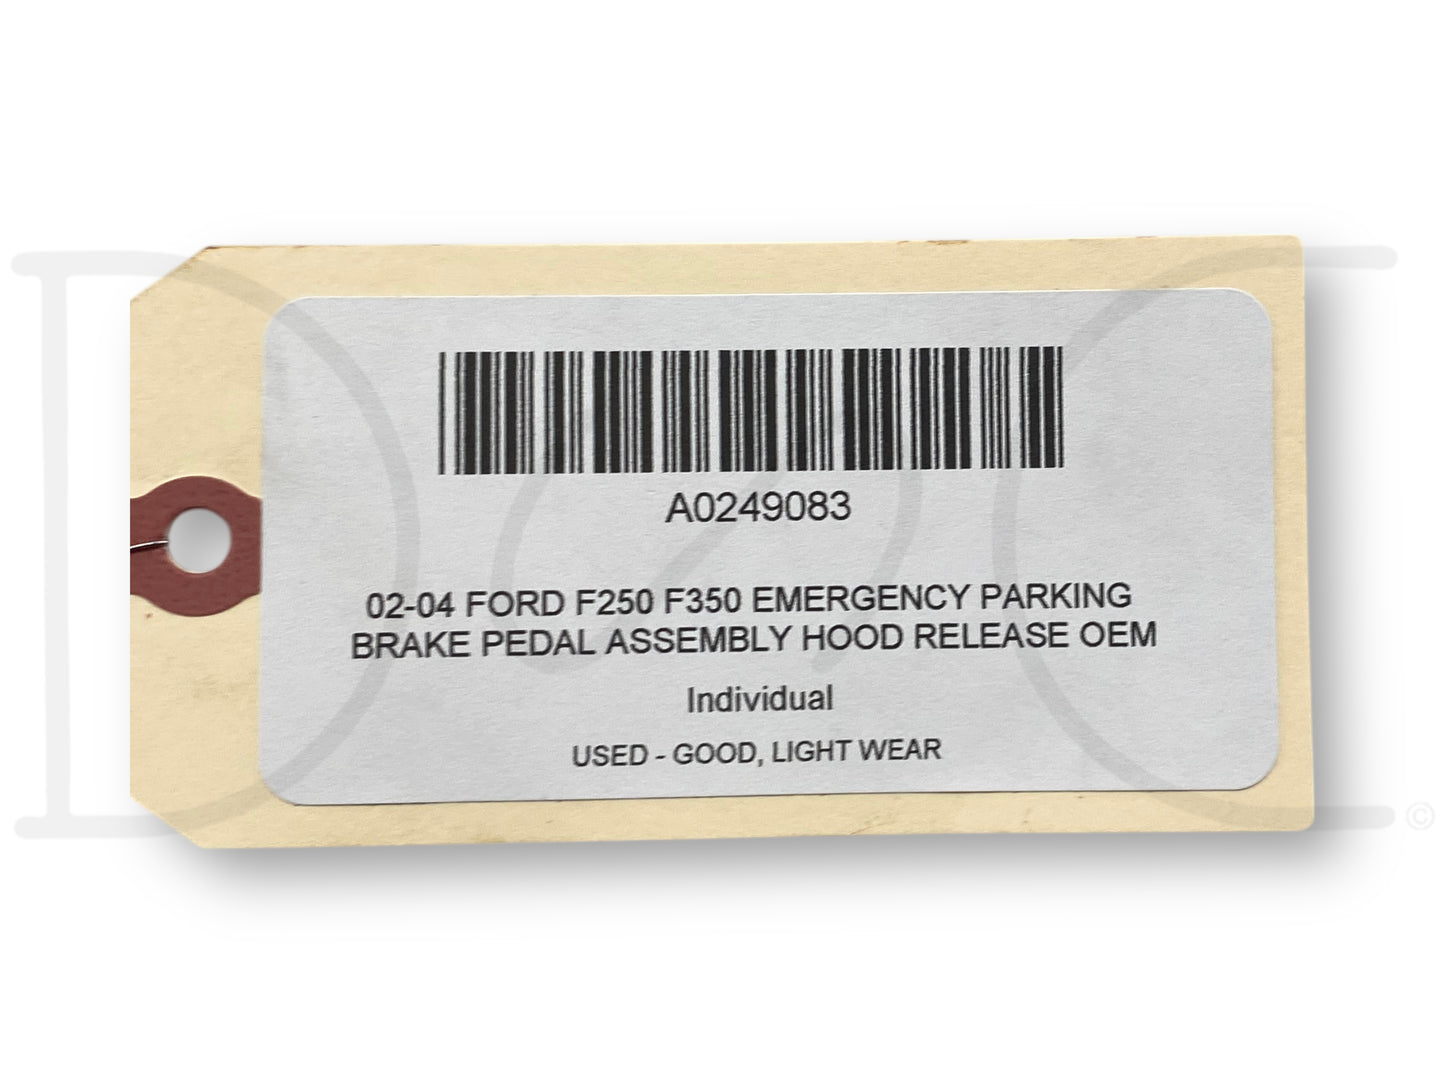 A0249083
02-04 FORD F250 F350 EMERGENCY PARKING
BRAKE PEDAL ASSEMBLY HOOD RELEASE OEM
Individual
USED - GOOD, LIGHT WEAR
©